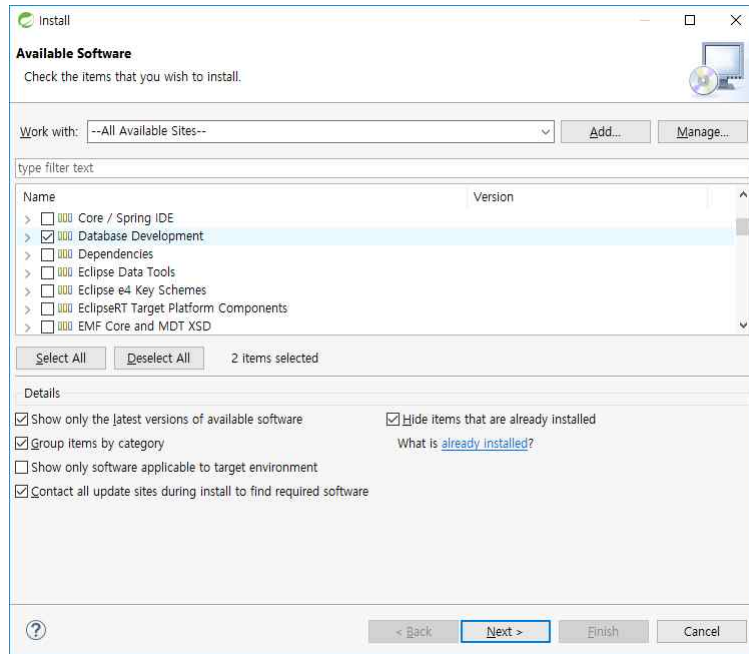 Install
Available Software
Check the items that you wish to install.
Work with: --All Available Sites-- Add... Manage...
type filter text
Name Version
Core / Spring IDE
Database Development
Dependencies
Eclipse Data Tools
Eclipse e4 Key Schemes
EclipseRT Target Platform Components
EMF Core and MDT XSD
Select All Deselect All 2 items selected
Details
Show only the latest versions of available software Hide items that are already installed
Group items by category What is already installed?
Show only software applicable to target environment
Contact all update sites during install to find required software
? < Back Next > Finish Cancel